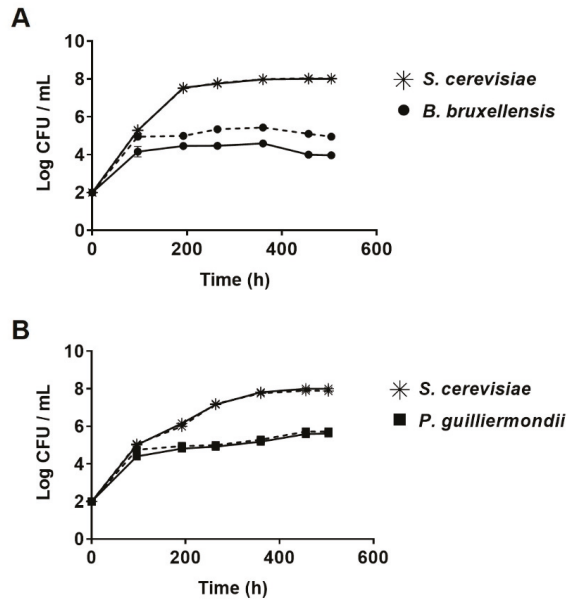 A
10
8
6
4
2
0
Log CFU / mL
0 200 400 600
Time (h)
S. cerevisiae
B. bruxellensis
B
10
8
6
4
2
0
Log CFU / mL
0 200 400 600
Time (h)
S. cerevisiae
P. guilliermondii